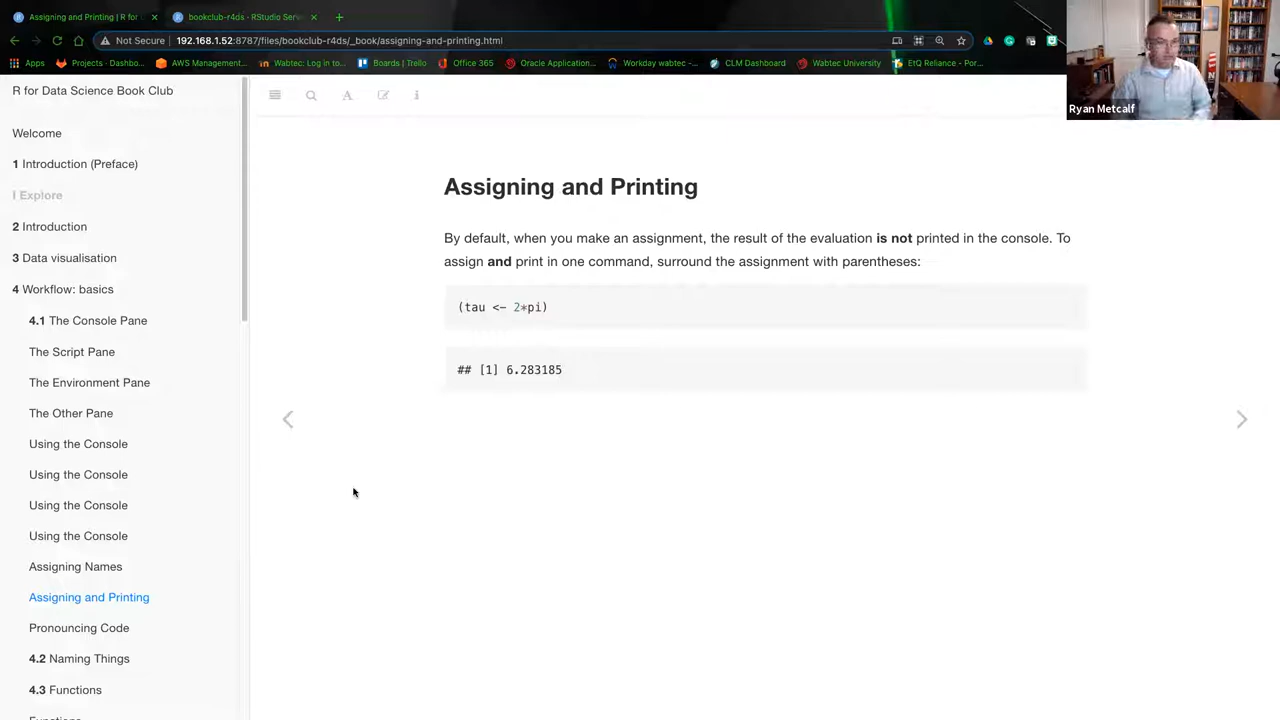 Assigning and Printing | R for D
bookclub-r4ds - RStudio Serv
Not Secure | 192.168.1.52:8787/files/bookclub-r4ds/_book/assigning-and-printing.html
Apps
Projects - Dashbo...
AWS Management...
Wabtec: Log in to...
Boards | Trello
Office 365
Oracle Application...
Workday wabtec -...
CLM Dashboard
Wabtec University
EtQ Reliance - Por...
Ryan Metcalf
R for Data Science Book Club
Welcome
1 Introduction (Preface)
I Explore
2 Introduction
3 Data visualisation
4 Workflow: basics
4.1 The Console Pane
The Script Pane
The Environment Pane
The Other Pane
Using the Console
Using the Console
Using the Console
Using the Console
Assigning Names
Assigning and Printing
Pronouncing Code
4.2 Naming Things
4.3 Functions
Assigning and Printing
By default, when you make an assignment, the result of the evaluation is not printed in the console. To
assign and print in one command, surround the assignment with parentheses:
(tau <- 2*pi)
## [1] 6.283185